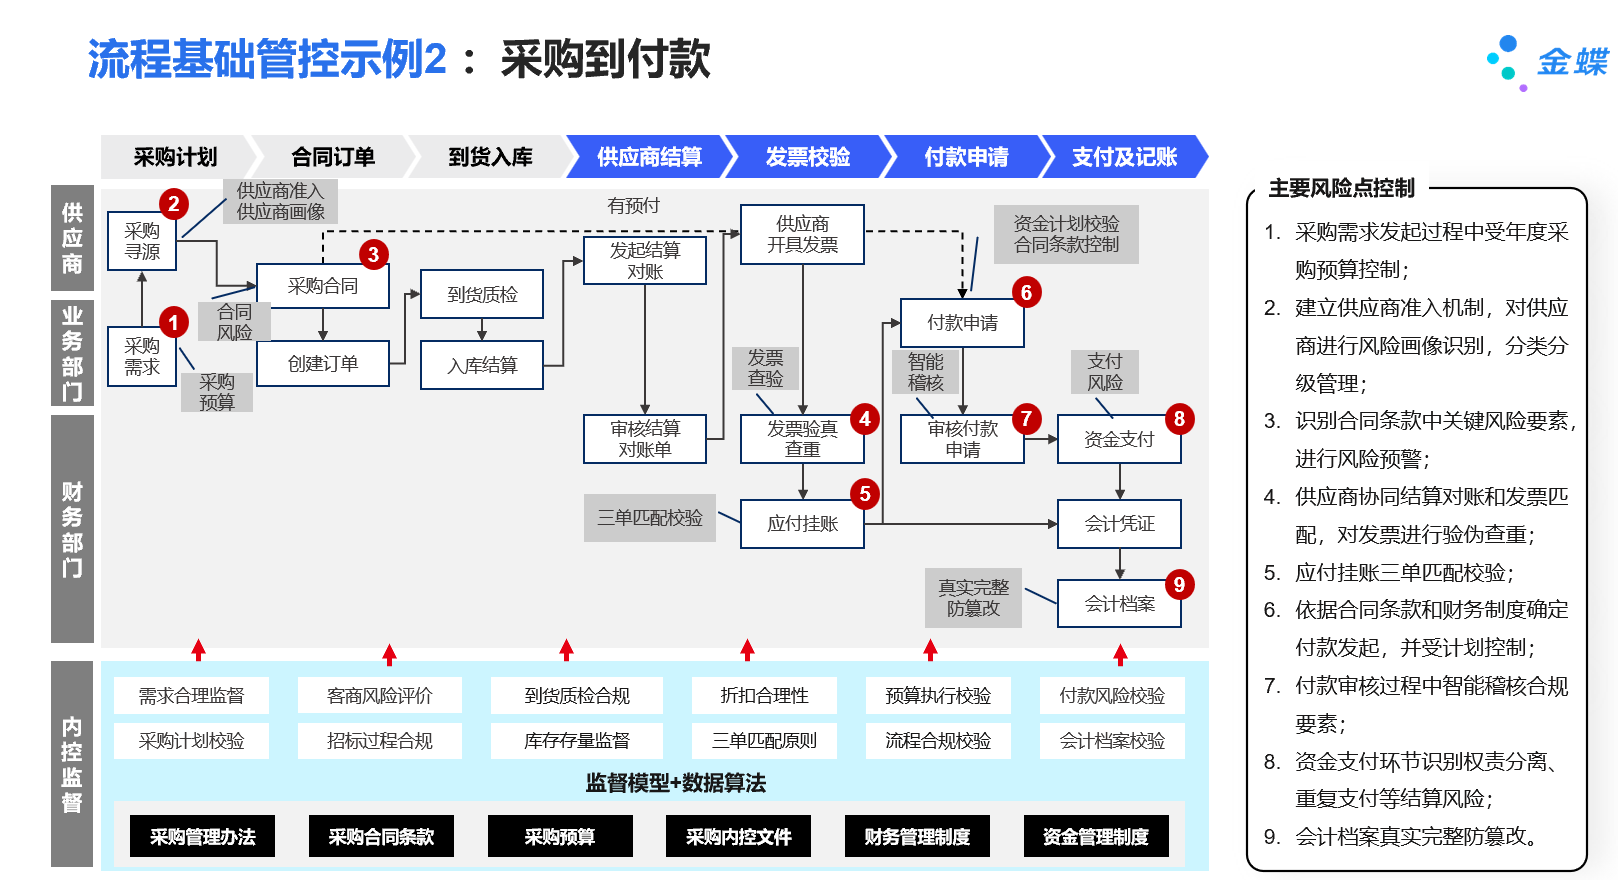 流程基础管控示例2：采购到付款
金蝶
采购计划
合同订单
到货入库
供应商结算
发票校验
付款申请
支付及记账
供应商
业务部门
财务部门
内控监督
采购
寻源
2
供应商准入
供应商画像
采购
需求
1
采购
预算
合同
风险
采购合同
3
创建订单
到货质检
入库结算
有预付
发起结算
对账
审核结算
对账单
供应商
开具发票
发票
查验
发票验真
查重
4
三单匹配校验
应付挂账
5
资金计划校验
合同条款控制
付款申请
6
智能
稽核
审核付款
申请
7
支付
风险
资金支付
8
会计凭证
真实完整
防篡改
会计档案
9
需求合理监督
客商风险评价
到货质检合规
折扣合理性
预算执行校验
付款风险校验
采购计划校验
招标过程合规
库存存量监督
三单匹配原则
流程合规校验
会计档案校验
监督模型+数据算法
采购管理办法
采购合同条款
采购预算
采购内控文件
财务管理制度
资金管理制度
主要风险点控制
1. 采购需求发起过程中受年度采
购预算控制；
2. 建立供应商准入机制，对供应
商进行风险画像识别，分类分
级管理；
3. 识别合同条款中关键风险要素，
进行风险预警；
4. 供应商协同结算对账和发票匹
配，对发票进行验伪查重；
5. 应付挂账三单匹配校验；
6. 依据合同条款和财务制度确定
付款发起，并受计划控制；
7. 付款审核过程中智能稽核合规
要素；
8. 资金支付环节识别权责分离、
重复支付等结算风险；
9. 会计档案真实完整防篡改。